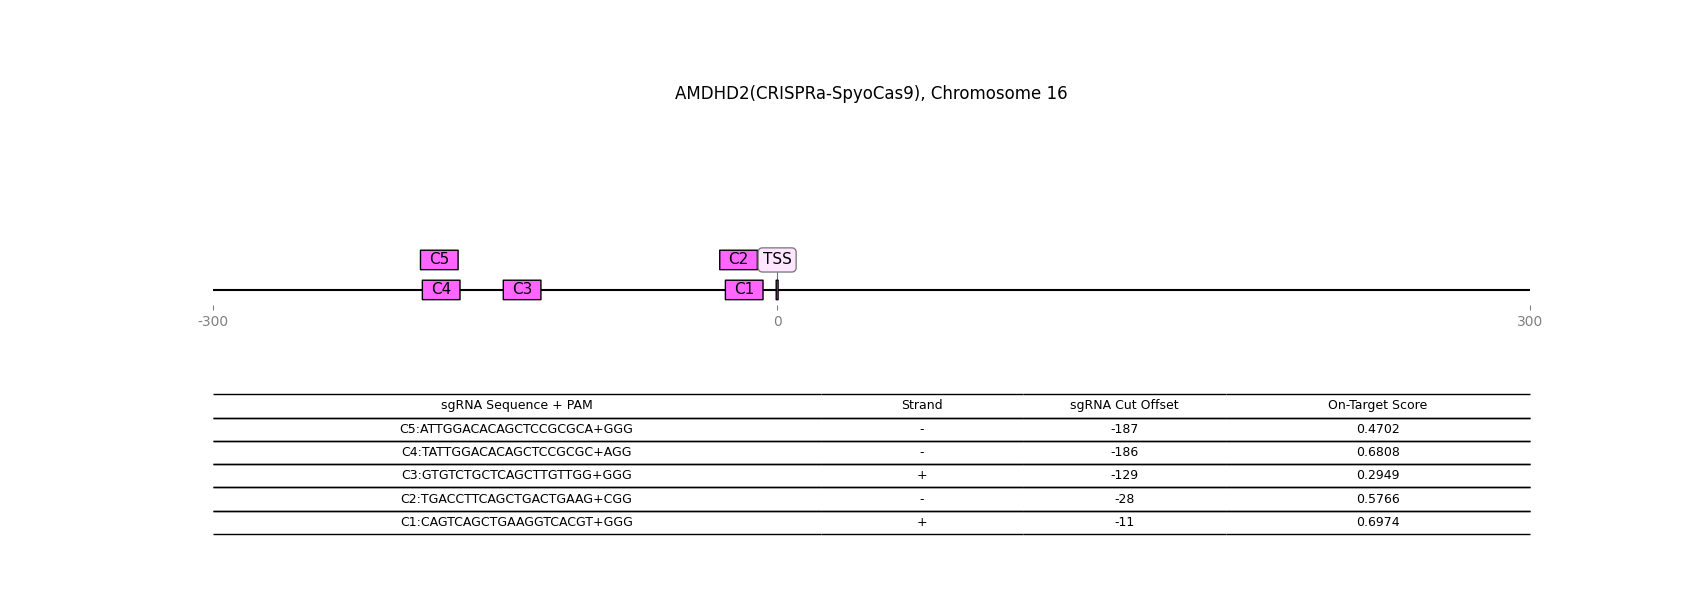 AMDHD2(CRISPRa-SpyoCas9), Chromosome 16
C5 C2 TSS
C4 C3 C1
-300 0 300
sgRNA Sequence + PAM Strand sgRNA Cut Offset On-Target Score
C5:ATTGGACACAGCTCCGCGCA+GGG - -187 0.4702
C4:TATTGGACACAGCTCCGCGC+AGG - -186 0.6808
C3:GTGTCTGCTCAGCTTGTTGG+GGG + -129 0.2949
C2:TGACCTTCAGCTGACTGAAG+CGG - -28 0.5766
C1:CAGTCAGCTGAAGGTCACGT+GGG + -11 0.6974